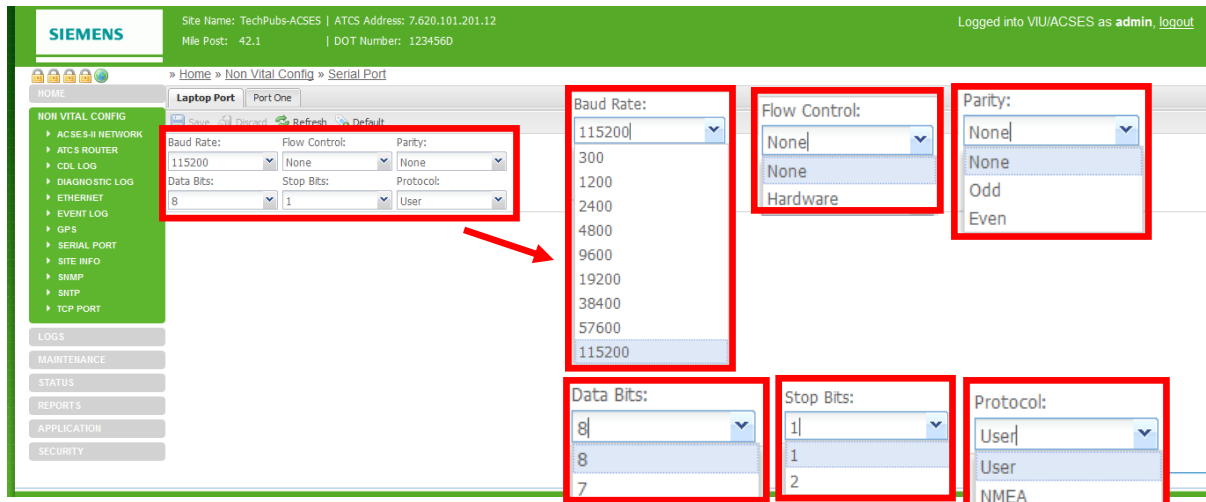 SIEMENS
Site Name: TechPubs-ACSES | ATCS Address: 7.620.101.201.12
Mile Post: 42.1 | DOT Number: 123456D
Logged into VIU/ACSES as admin, logout
» Home » Non Vital Config » Serial Port
HOME
NON VITAL CONFIG
ACSES-II NETWORK
ATCS ROUTER
CDL LOG
DIAGNOSTIC LOG
ETHERNET
EVENT LOG
GPS
SERIAL PORT
SITE INFO
SNMP
SNTP
TCP PORT
LOGS
MAINTENANCE
STATUS
REPORTS
APPLICATION
SECURITY
Laptop Port Port One
Save Discard Refresh Default
Baud Rate: Flow Control: Parity:
115200 None None
Data Bits: Stop Bits: Protocol:
8 1 User
Baud Rate:
115200
300
1200
2400
4800
9600
19200
38400
57600
115200
Flow Control:
None
None
Hardware
Parity:
None
None
Odd
Even
Data Bits:
8
8
7
Stop Bits:
1
1
2
Protocol:
User
User
NMEA